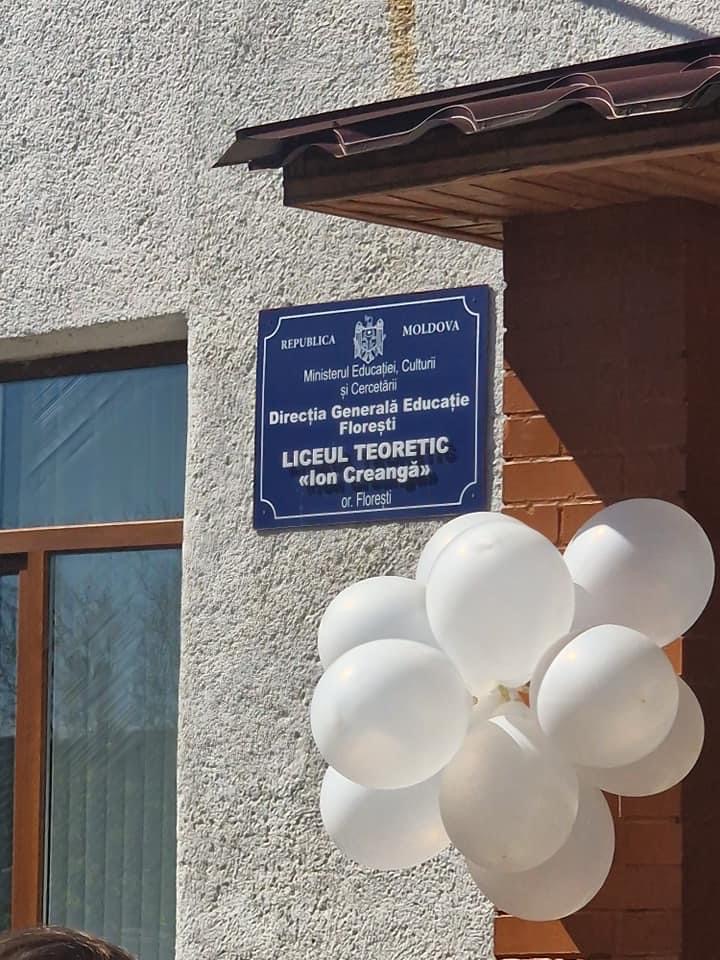 REPUBLICA MOLDOVA
Ministerul Educației, Culturii
și Cercetării
Direcția Generală Educație
Florești
LICEUL TEORETIC
«Ion Creangă»
or. Florești